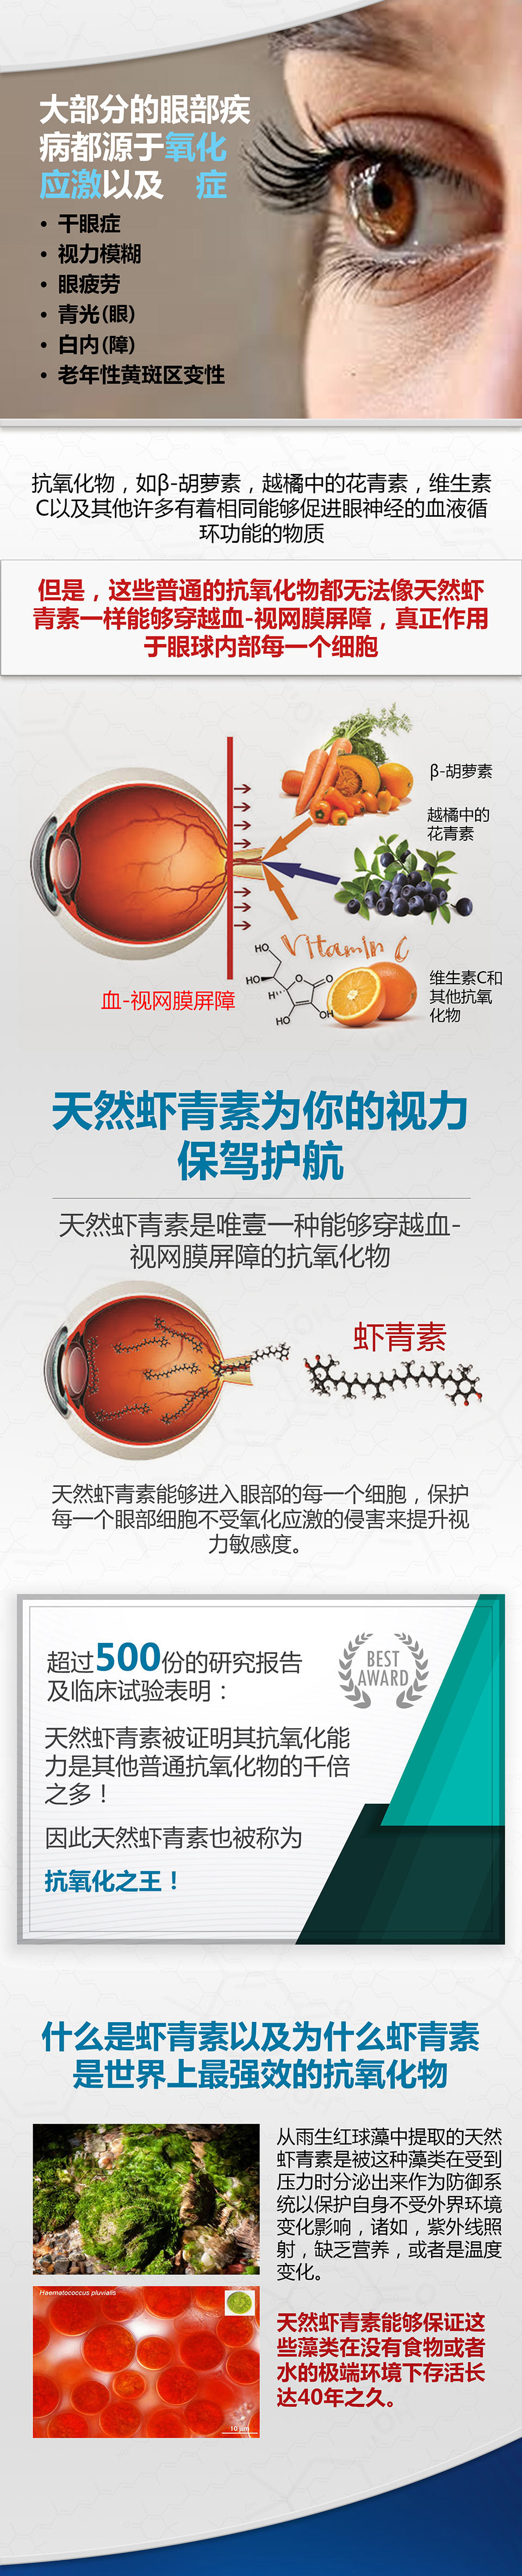 大部分的眼部疾
病都源于氧化
应激以及 症
• 干眼症
• 视力模糊
• 眼疲劳
• 青光(眼)
• 白内(障)
• 老年性黄斑区变性
抗氧化物，如β-胡萝素，越橘中的花青素，维生素
C以及其他许多有着相同能够促进眼神经的血液循
环功能的物质
但是，这些普通的抗氧化物都无法像天然虾
青素一样能够穿越血-视网膜屏障，真正作用
于眼球内部每一个细胞
β-胡萝素
越橘中的
花青素
Vitamin C
HO
HO
H
O
O
HO
OH
维生素C和
其他抗氧
化物
血-视网膜屏障
天然虾青素为你的视力
保驾护航
天然虾青素是唯壹一种能够穿越血-
视网膜屏障的抗氧化物
虾青素
天然虾青素能够进入眼部的每一个细胞，保护
每一个眼部细胞不受氧化应激的侵害来提升视
力敏感度。
超过500份的研究报告
及临床试验表明：
BEST
AWARD
天然虾青素被证明其抗氧化能
力是其他普通抗氧化物的千倍
之多！
因此天然虾青素也被称为
抗氧化之王！
什么是虾青素以及为什么虾青素
是世界上最强效的抗氧化物
从雨生红球藻中提取的天然
虾青素是被这种藻类在受到
压力时分泌出来作为防御系
统以保护自身不受外界环境
变化影响，诸如，紫外线照
射，缺乏营养，或者是温度
变化。
Haematococcus pluvialis
10 µm
天然虾青素能够保证这
些藻类在没有食物或者
水的极端环境下存活长
达40年之久。